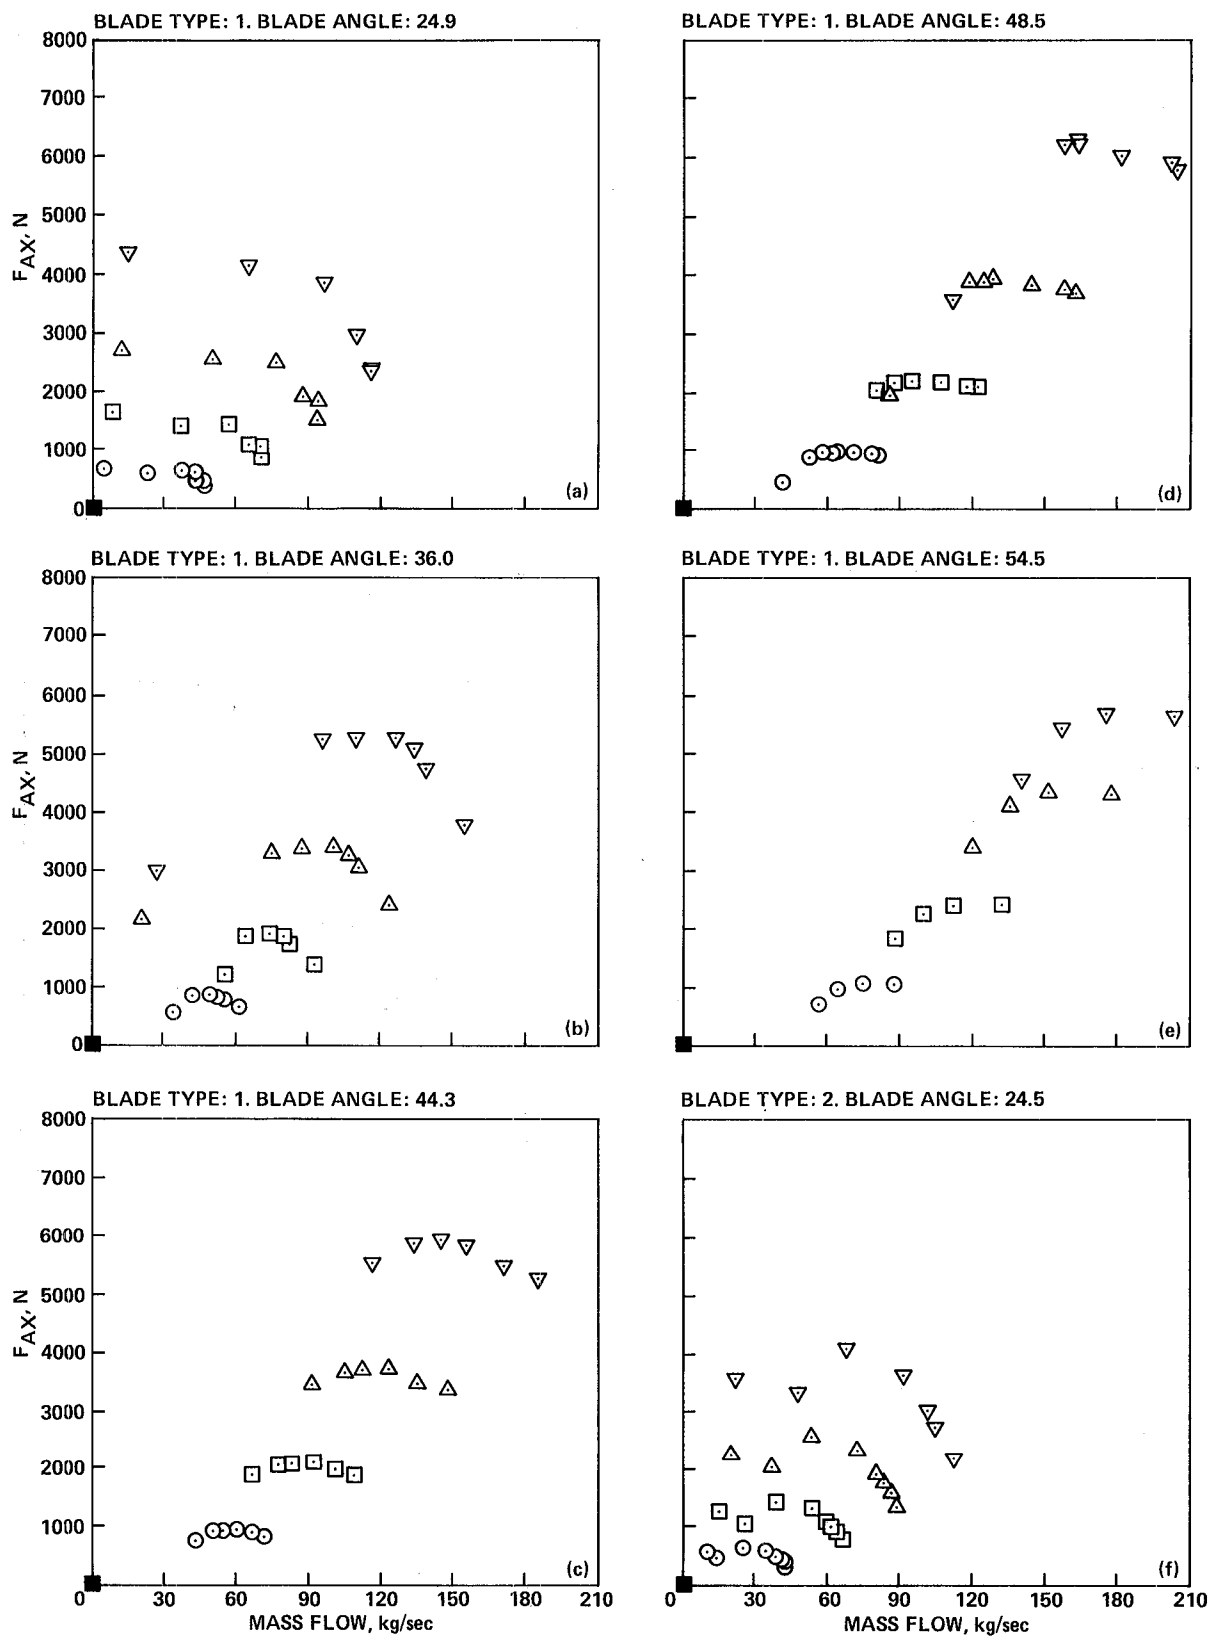 BLADE TYPE: 1. BLADE ANGLE: 24.9
8000
7000
6000
5000
4000
3000
2000
1000
0
F_AX, N
(a)
BLADE TYPE: 1. BLADE ANGLE: 48.5
(d)
BLADE TYPE: 1. BLADE ANGLE: 36.0
8000
7000
6000
5000
4000
3000
2000
1000
0
F_AX, N
(b)
BLADE TYPE: 1. BLADE ANGLE: 54.5
(e)
BLADE TYPE: 1. BLADE ANGLE: 44.3
8000
7000
6000
5000
4000
3000
2000
1000
F_AX, N
(c)
0 30 60 90 120 150 180 210
MASS FLOW, kg/sec
BLADE TYPE: 2. BLADE ANGLE: 24.5
(f)
0 30 60 90 120 150 180 210
MASS FLOW, kg/sec